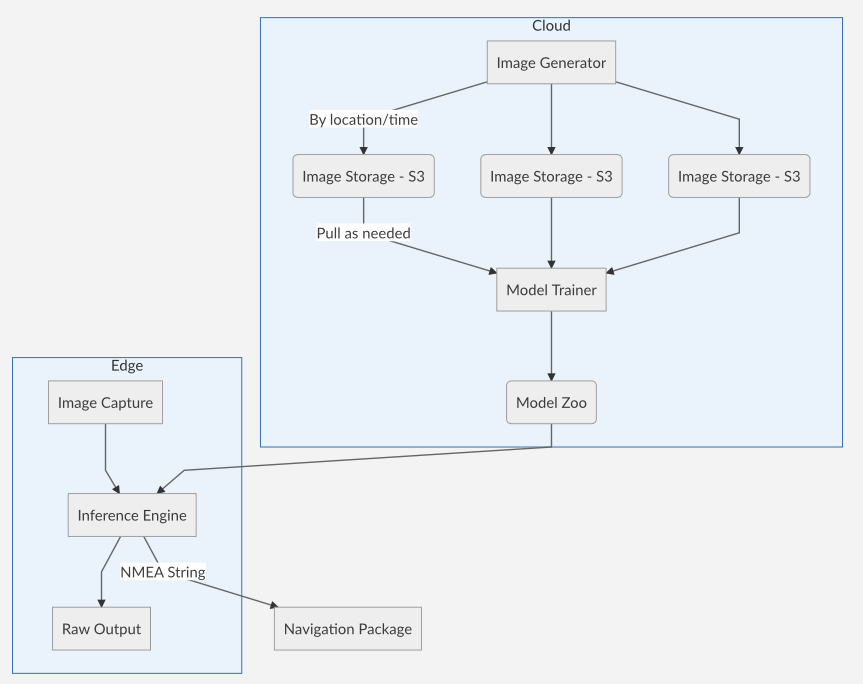 Cloud
Image Generator
By location/time
Image Storage - S3
Image Storage - S3
Image Storage - S3
Pull as needed
Model Trainer
Model Zoo
Edge
Image Capture
Inference Engine
NMEA String
Raw Output
Navigation Package